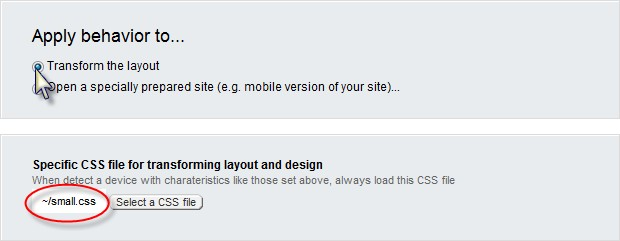 Apply behavior to...
Transform the layout
Open a specially prepared site (e.g. mobile version of your site)...
Specific CSS file for transforming layout and design
When detect a device with charateristics like those set above, always load this CSS file
~/small.css Select a CSS file